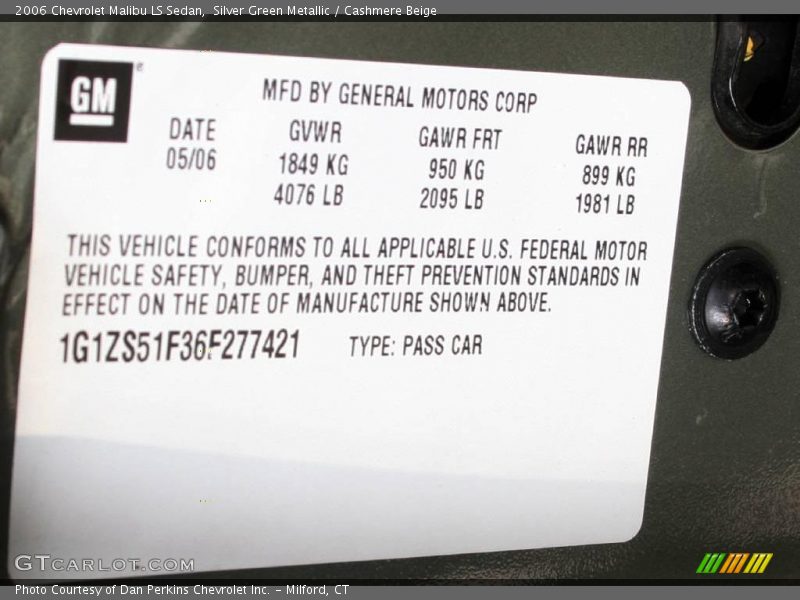 2006 Chevrolet Malibu LS Sedan, Silver Green Metallic / Cashmere Beige
GM
MFD BY GENERAL MOTORS CORP
DATE GVWR GAWR FRT GAWR RR
05/06 1849 KG 950 KG 899 KG
4076 LB 2095 LB 1981 LB
THIS VEHICLE CONFORMS TO ALL APPLICABLE U.S. FEDERAL MOTOR
VEHICLE SAFETY, BUMPER, AND THEFT PREVENTION STANDARDS IN
EFFECT ON THE DATE OF MANUFACTURE SHOWN ABOVE.
1G1ZS51F36F277421 TYPE: PASS CAR
GTCARLOT.COM
Photo Courtesy of Dan Perkins Chevrolet Inc. - Milford, CT